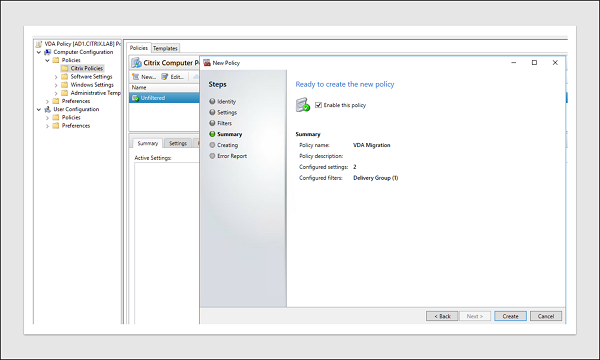 VDA Policy [AD1.CITRIX.LAB] Po
Computer Configuration
Policies
Citrix Policies
Software Settings
Windows Settings
Administrative Temp
Preferences
User Configuration
Policies
Preferences
Policies
Templates
Citrix Computer P
New...
Edit...
Name
Unfiltered
Summary
Settings
Active Settings:
New Policy
Steps
Identity
Settings
Filters
Summary
Creating
Error Report
Ready to create the new policy
Enable this policy
Summary
Policy name: VDA Migration
Policy description:
Configured settings: 2
Configured filters: Delivery Group (1)
< Back
Next >
Create
Cancel